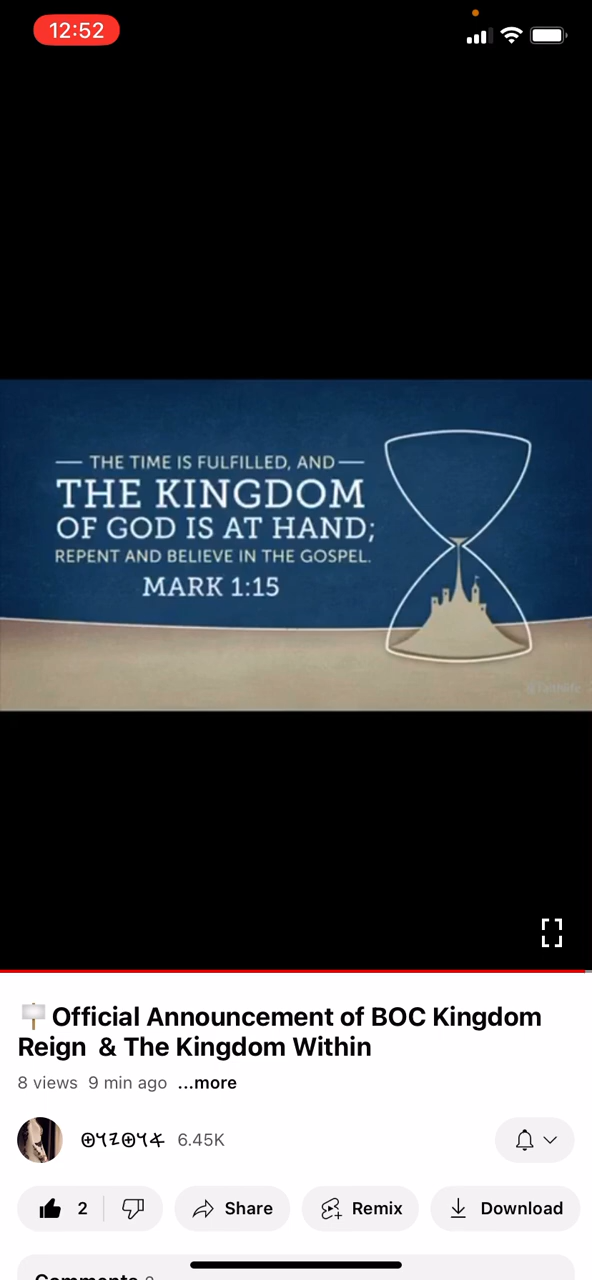 12:52
THE TIME IS FULFILLED, AND
THE KINGDOM
OF GOD IS AT HAND;
REPENT AND BELIEVE IN THE GOSPEL.
MARK 1:15
Official Announcement of BOC Kingdom
Reign & The Kingdom Within
8 views 9 min ago ...more
6.45K
2 Share Remix Download
Comments